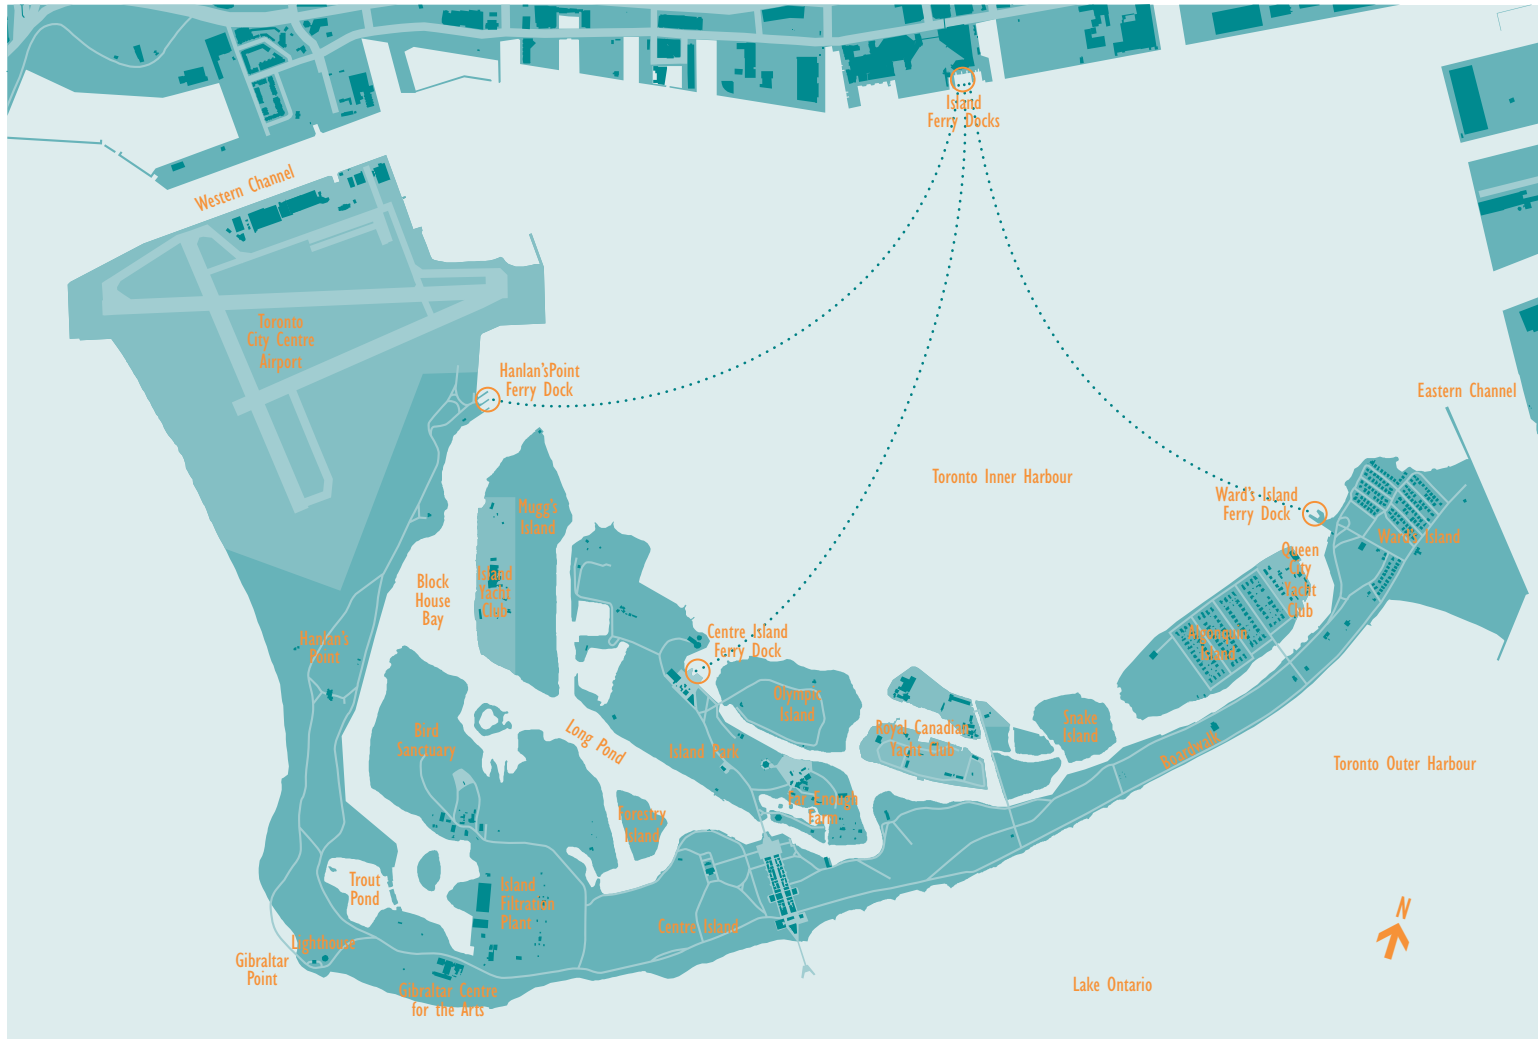 Island
Ferry Docks
Western Channel
Toronto
City Centre
Airport
Hanlan'sPoint
Ferry Dock
Eastern Channel
Toronto Inner Harbour
Ward's Island
Ferry Dock
Mugg's
Island
Ward's Island
Queen
City
Yacht
Club
Island
Yacht
Club
Block
House
Bay
Hanlan's
Point
Centre Island
Ferry Dock
Algonquin
Island
Olympic
Island
Snake
Island
Bird
Sanctuary
Long Pond
Island Park
Royal Canadian
Yacht Club
Boardwalk
Toronto Outer Harbour
Far Enough
Farm
Forestry
Island
Trout
Pond
Island
Filtration
Plant
Centre Island
N
Lighthouse
Gibraltar
Point
Gibraltar Centre
for the Arts
Lake Ontario